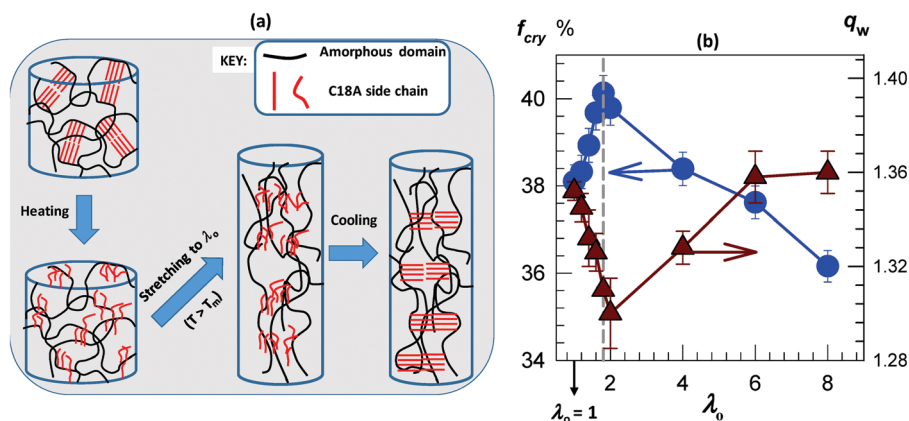 (a)
KEY:
Amorphous domain
C18A side chain
Heating
Stretching to λo
(T > Tm)
Cooling
fcry %
(b)
qw
40
38
36
34
1.40
1.36
1.32
1.28
2
4
6
8
λo = 1
λo